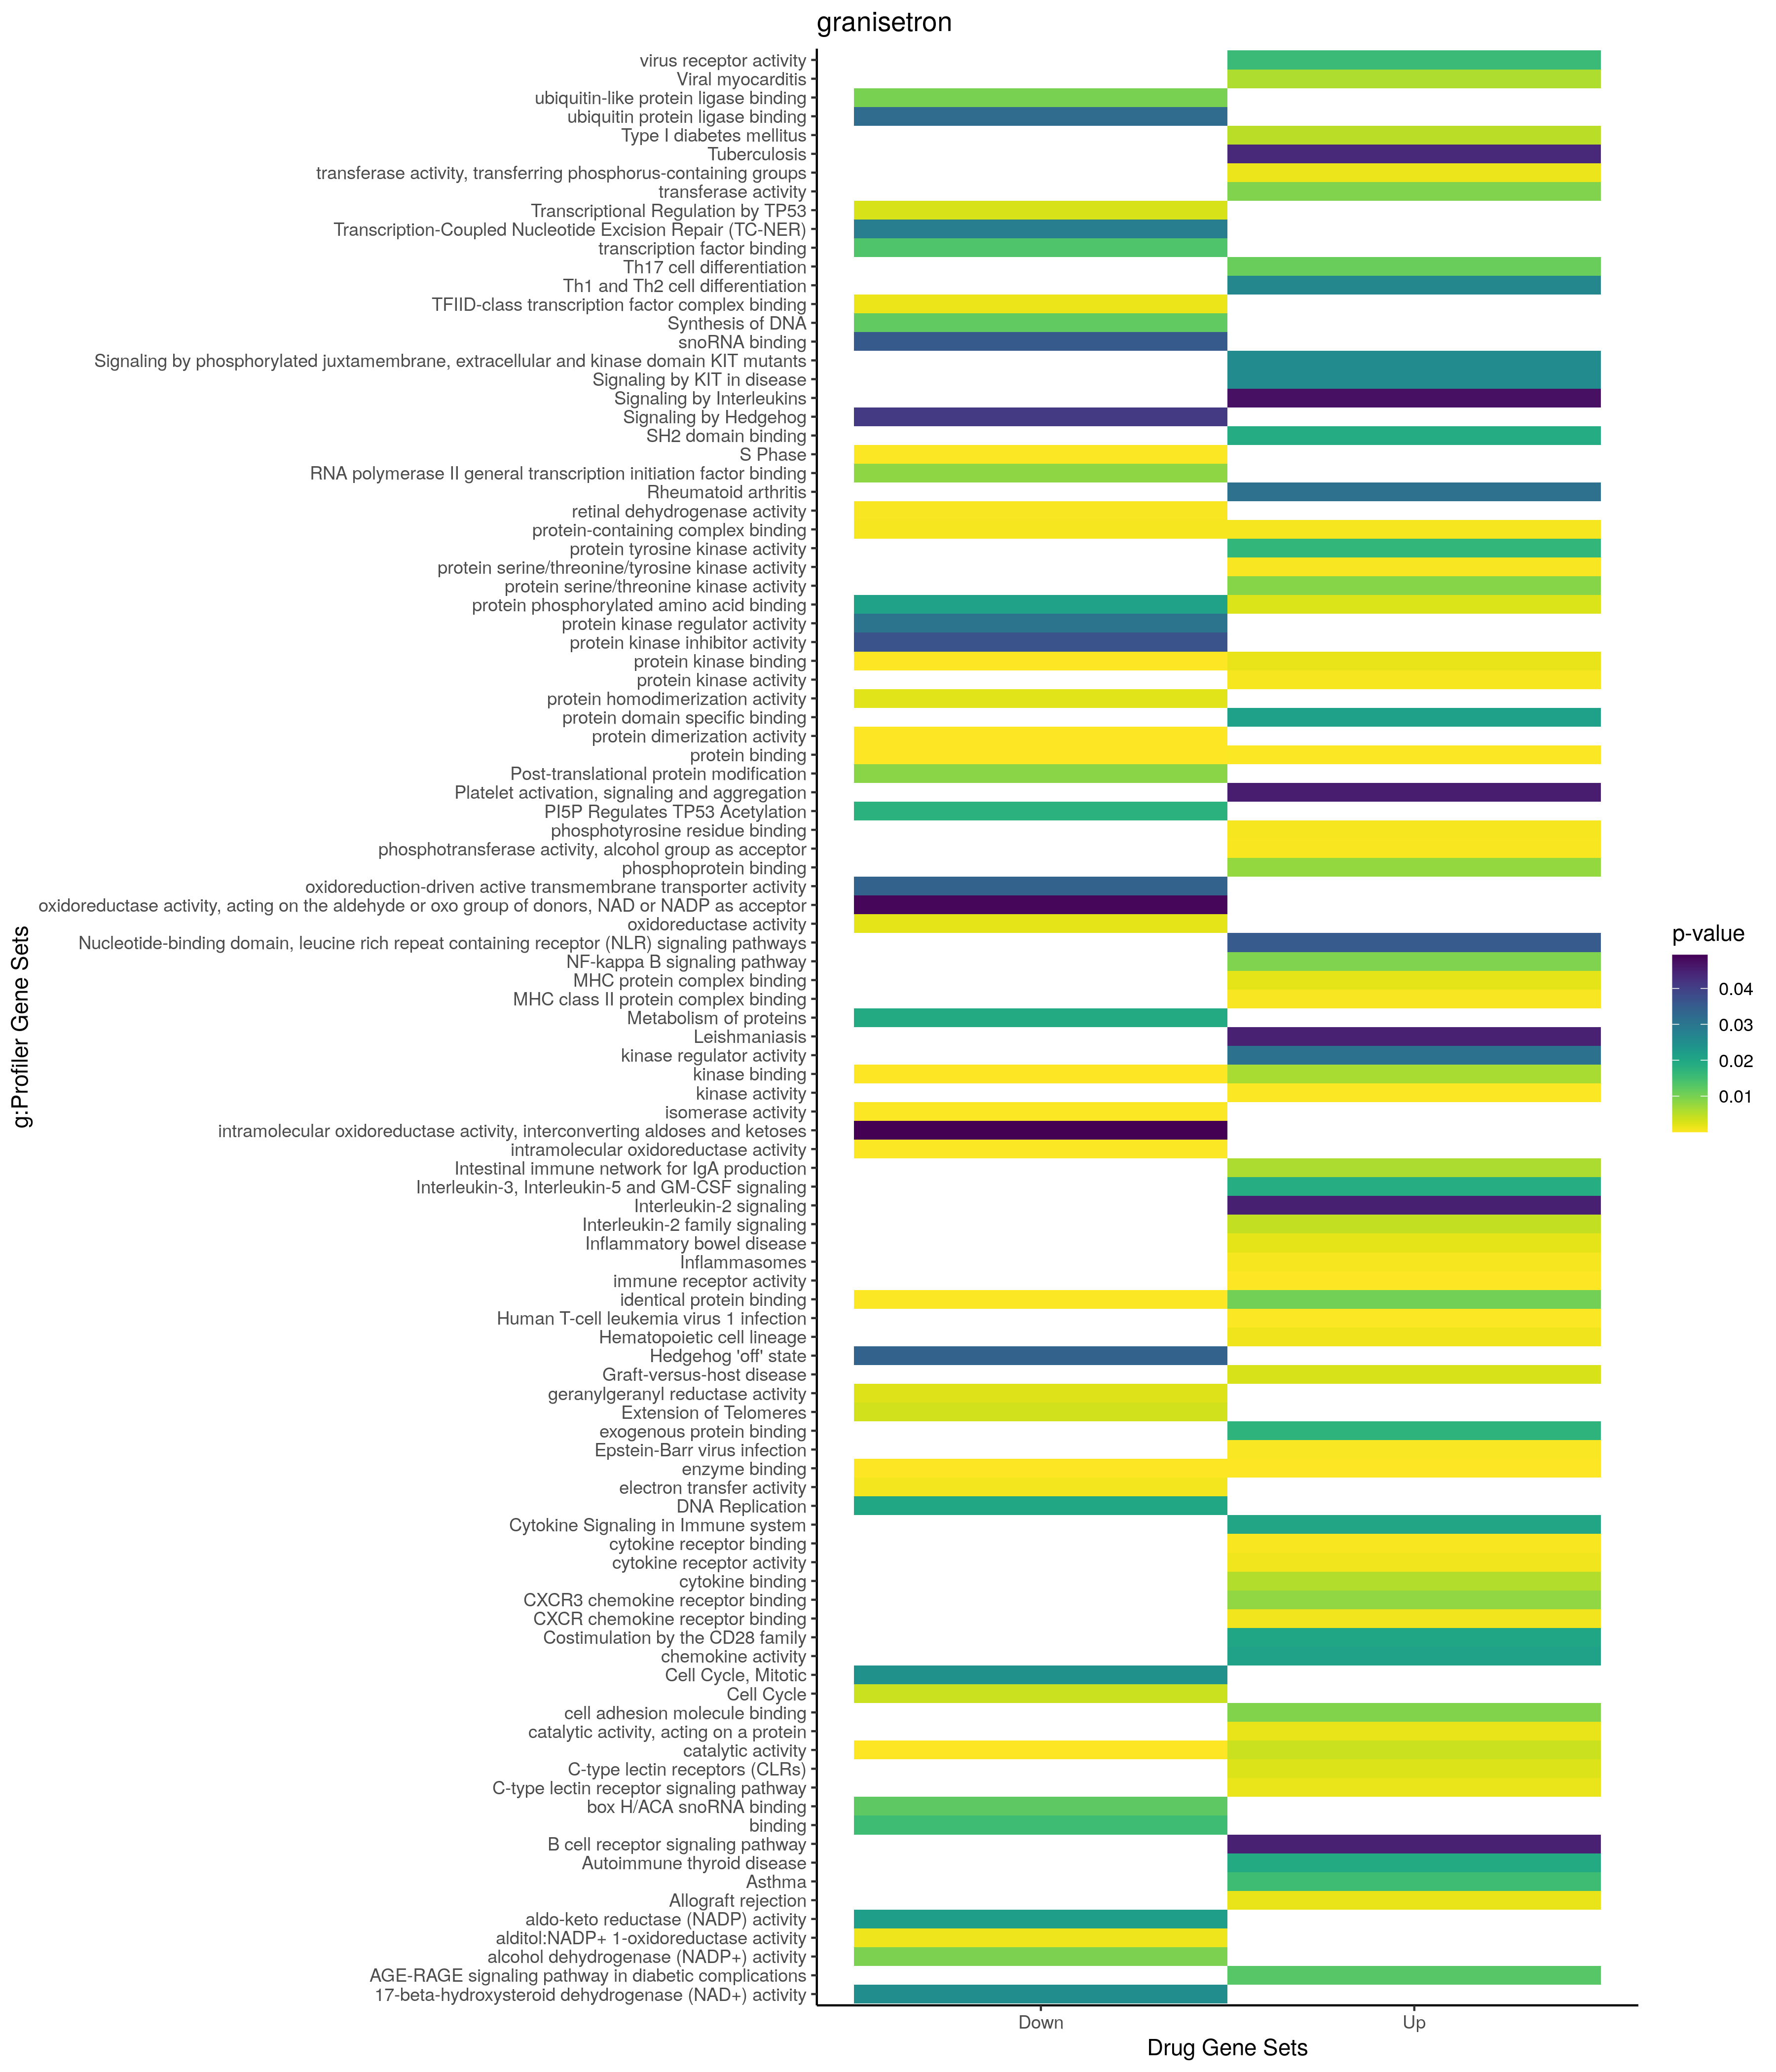 granisetron
virus receptor activity
Viral myocarditis
ubiquitin-like protein ligase binding
ubiquitin protein ligase binding
Type I diabetes mellitus
Tuberculosis
transferase activity, transferring phosphorus-containing groups
transferase activity
Transcriptional Regulation by TP53
Transcription-Coupled Nucleotide Excision Repair (TC-NER)
transcription factor binding
Th17 cell differentiation
Th1 and Th2 cell differentiation
TFIID-class transcription factor complex binding
Synthesis of DNA
snoRNA binding
Signaling by phosphorylated juxtamembrane, extracellular and kinase domain KIT mutants
Signaling by KIT in disease
Signaling by Interleukins
Signaling by Hedgehog
SH2 domain binding
S Phase
RNA polymerase II general transcription initiation factor binding
Rheumatoid arthritis
retinal dehydrogenase activity
protein-containing complex binding
protein tyrosine kinase activity
protein serine/threonine/tyrosine kinase activity
protein serine/threonine kinase activity
protein phosphorylated amino acid binding
protein kinase regulator activity
protein kinase inhibitor activity
protein kinase binding
protein kinase activity
protein homodimerization activity
protein domain specific binding
protein dimerization activity
protein binding
Post-translational protein modification
Platelet activation, signaling and aggregation
PI5P Regulates TP53 Acetylation
phosphotyrosine residue binding
phosphotransferase activity, alcohol group as acceptor
phosphoprotein binding
oxidoreduction-driven active transmembrane transporter activity
oxidoreductase activity, acting on the aldehyde or oxo group of donors, NAD or NADP as acceptor
oxidoreductase activity
Nucleotide-binding domain, leucine rich repeat containing receptor (NLR) signaling pathways
NF-kappa B signaling pathway
MHC protein complex binding
MHC class II protein complex binding
Metabolism of proteins
Leishmaniasis
kinase regulator activity
kinase binding
kinase activity
isomerase activity
intramolecular oxidoreductase activity, interconverting aldoses and ketoses
intramolecular oxidoreductase activity
Intestinal immune network for IgA production
Interleukin-3, Interleukin-5 and GM-CSF signaling
Interleukin-2 signaling
Interleukin-2 family signaling
Inflammatory bowel disease
Inflammasomes
immune receptor activity
identical protein binding
Human T-cell leukemia virus 1 infection
Hematopoietic cell lineage
Hedgehog 'off' state
Graft-versus-host disease
geranylgeranyl reductase activity
Extension of Telomeres
exogenous protein binding
Epstein-Barr virus infection
enzyme binding
electron transfer activity
DNA Replication
Cytokine Signaling in Immune system
cytokine receptor binding
cytokine receptor activity
cytokine binding
CXCR3 chemokine receptor binding
CXCR chemokine receptor binding
Costimulation by the CD28 family
chemokine activity
Cell Cycle, Mitotic
Cell Cycle
cell adhesion molecule binding
catalytic activity, acting on a protein
catalytic activity
C-type lectin receptors (CLRs)
C-type lectin receptor signaling pathway
box H/ACA snoRNA binding
binding
B cell receptor signaling pathway
Autoimmune thyroid disease
Asthma
Allograft rejection
aldo-keto reductase (NADP) activity
alditol:NADP+ 1-oxidoreductase activity
alcohol dehydrogenase (NADP+) activity
AGE-RAGE signaling pathway in diabetic complications
17-beta-hydroxysteroid dehydrogenase (NAD+) activity
g:Profiler Gene Sets
Down
Up
Drug Gene Sets
p-value
0.04
0.03
0.02
0.01